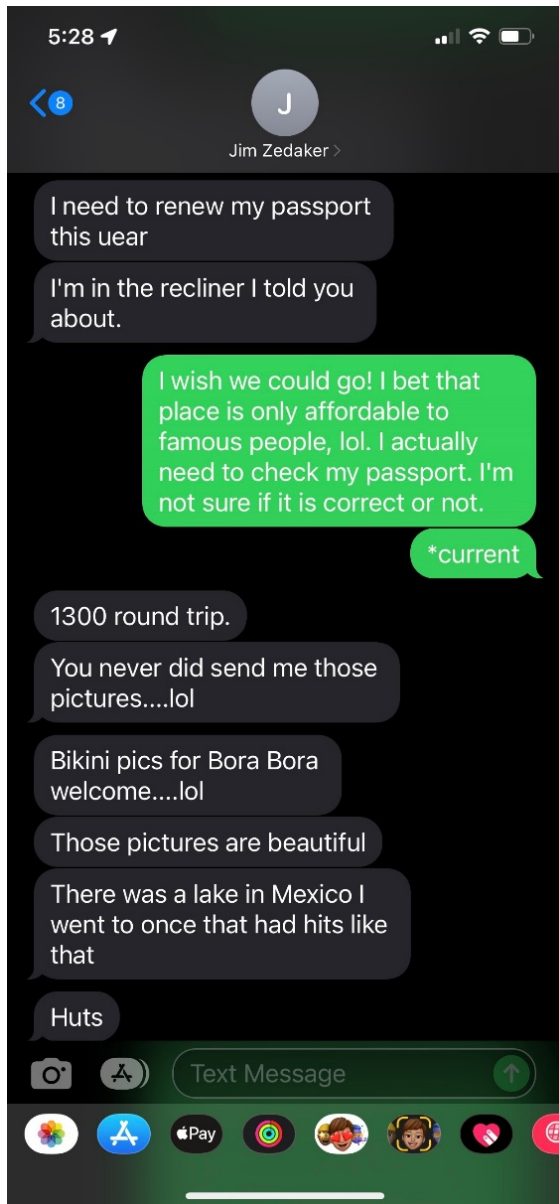 5:28
8
J
Jim Zedaker
I need to renew my passport
this uear
I'm in the recliner I told you
about.
I wish we could go! I bet that
place is only affordable to
famous people, lol. I actually
need to check my passport. I'm
not sure if it is correct or not.
*current
1300 round trip.
You never did send me those
pictures....lol
Bikini pics for Bora Bora
welcome....lol
Those pictures are beautiful
There was a lake in Mexico I
went to once that had hits like
that
Huts
Text Message
Pay